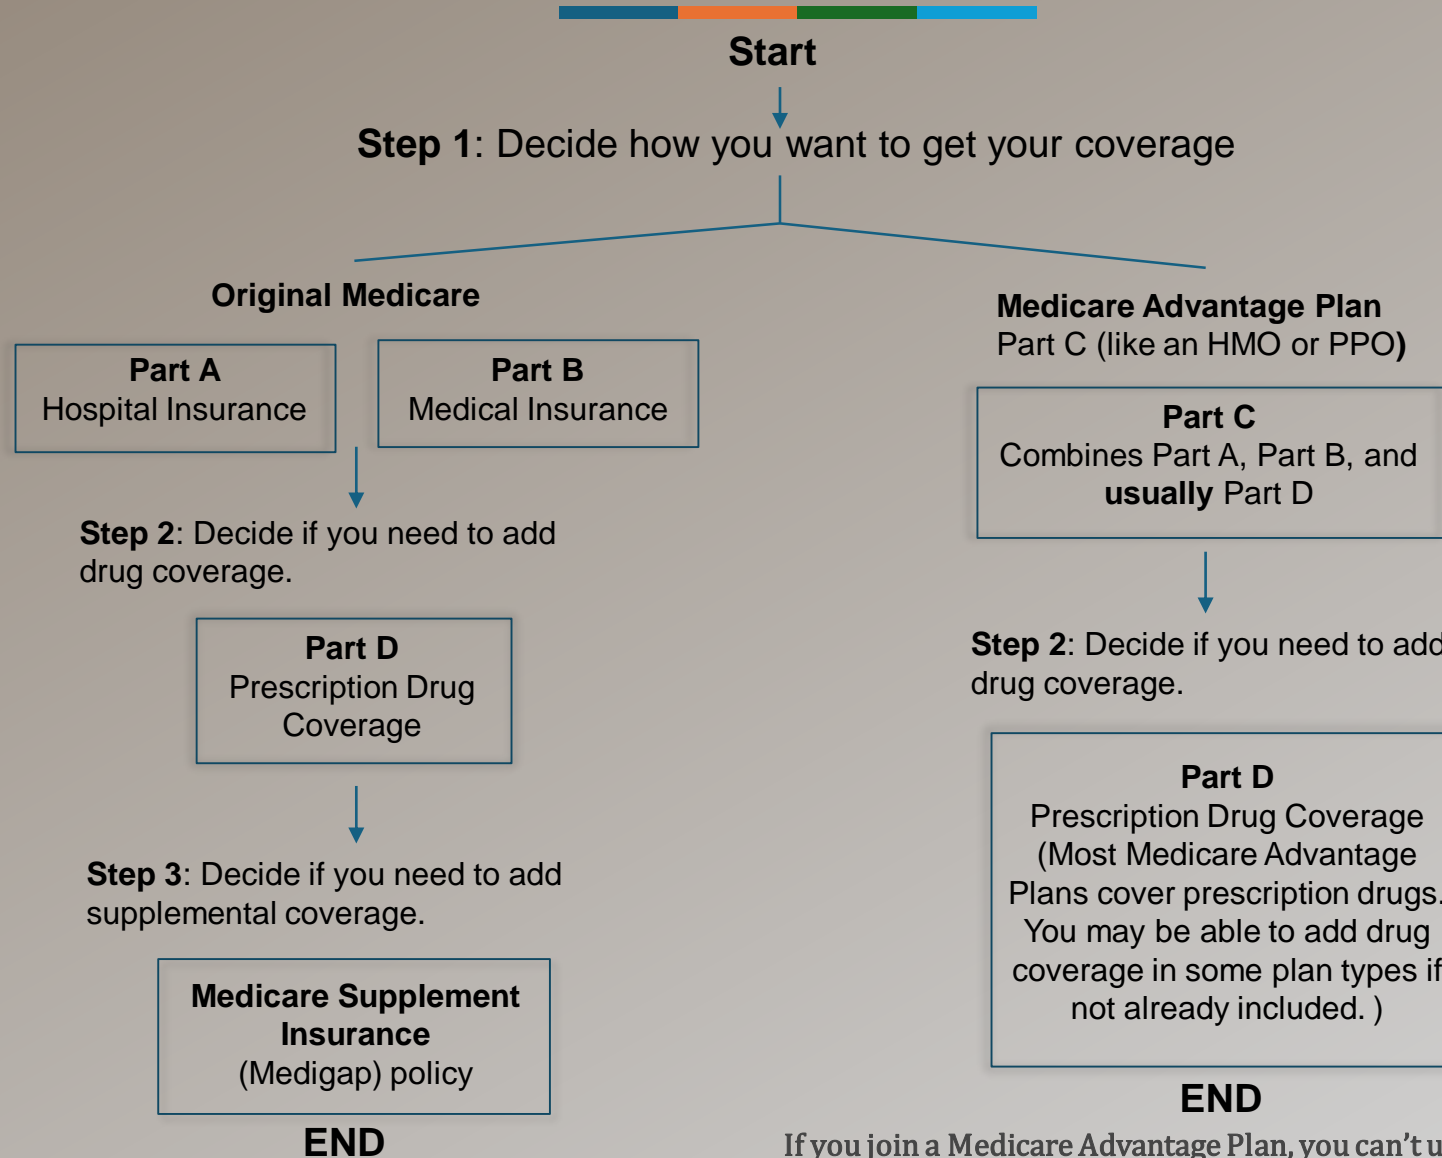 Start
Step 1: Decide how you want to get your coverage
Original Medicare
Part A
Hospital Insurance
Part B
Medical Insurance
Step 2: Decide if you need to add
drug coverage.
Part D
Prescription Drug
Coverage
Step 3: Decide if you need to add
supplemental coverage.
Medicare Supplement
Insurance
(Medigap) policy
END
Medicare Advantage Plan
Part C (like an HMO or PPO)
Part C
Combines Part A, Part B, and
usually Part D
Step 2: Decide if you need to add
drug coverage.
Part D
Prescription Drug Coverage
(Most Medicare Advantage
Plans cover prescription drugs.
You may be able to add drug
coverage in some plan types if
not already included. )
END
If you join a Medicare Advantage Plan, you can't